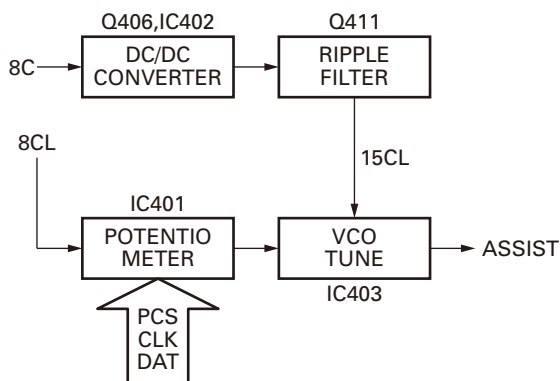 Q406,IC402
Q411
8C
DC/DC
CONVERTER
RIPPLE
FILTER
8CL
15CL
IC401
POTENTIO
METER
VCO
TUNE
ASSIST
IC403
PCS
CLK
DAT